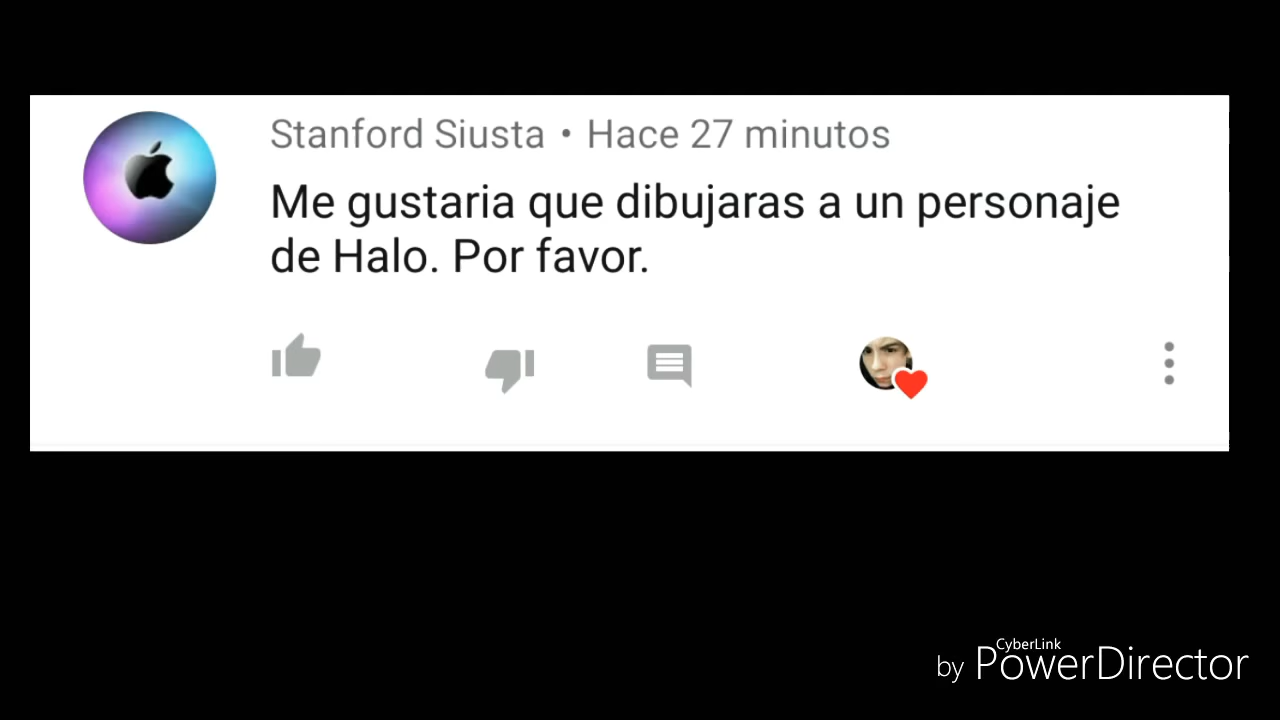 Stanford Siusta • Hace 27 minutos
Me gustaria que dibujaras a un personaje
de Halo. Por favor.
CyberLink
by PowerDirector